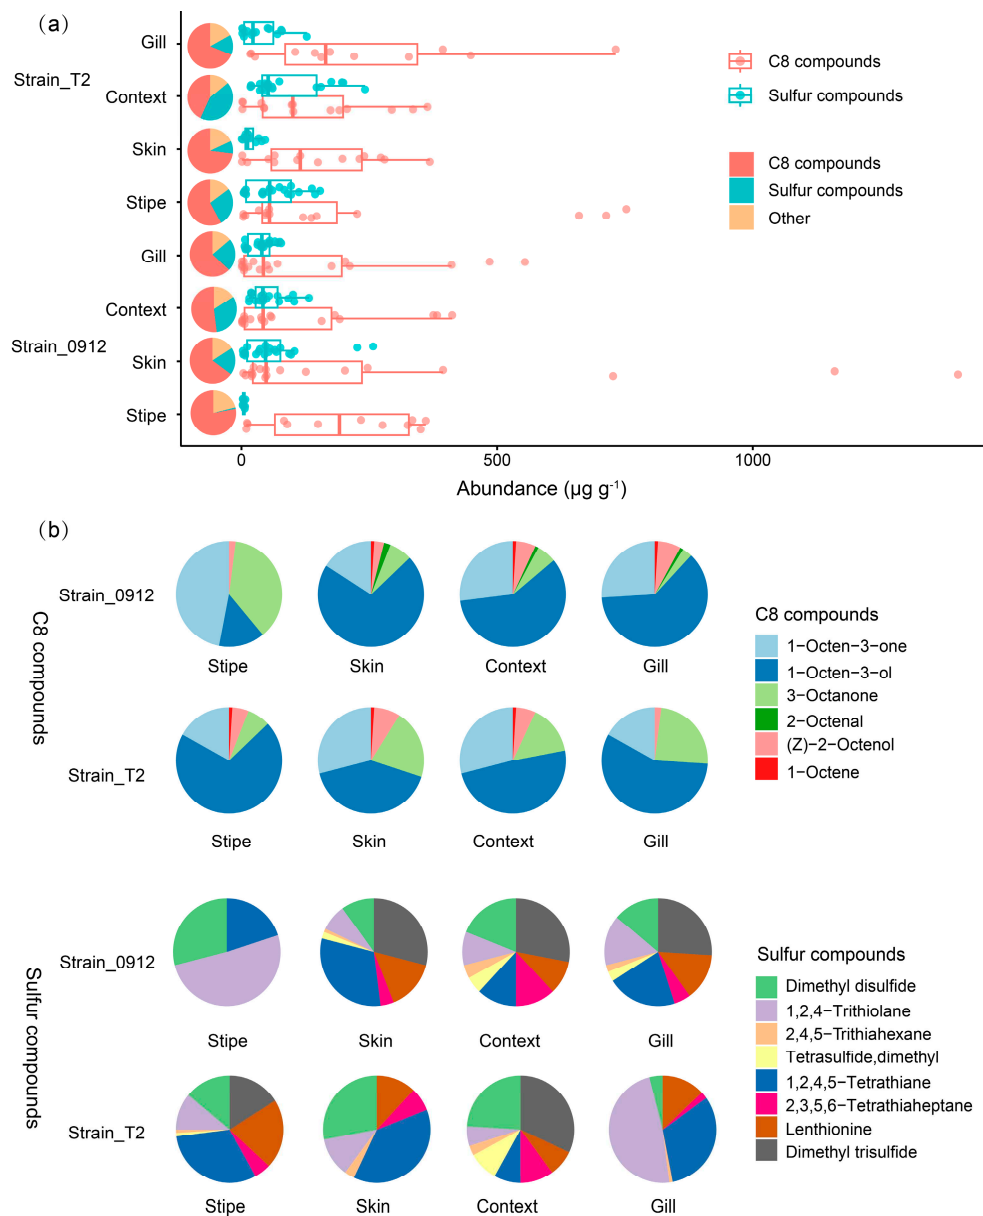 (a)
Gill
Strain_T2
Context
Skin
Stipe
Gill
Context
Strain_0912
Skin
Stipe
C8 compounds
Sulfur compounds
C8 compounds
Sulfur compounds
Other
0 500 1000
Abundance (µg g⁻¹)
(b)
C8 compounds
Strain_0912
Stipe Skin Context Gill
Strain_T2
Stipe Skin Context Gill
C8 compounds
1−Octen−3−one
1−Octen−3−ol
3−Octanone
2−Octenal
(Z)−2−Octenol
1−Octene
Sulfur compounds
Strain_0912
Stipe Skin Context Gill
Strain_T2
Stipe Skin Context Gill
Sulfur compounds
Dimethyl disulfide
1,2,4−Trithiolane
2,4,5−Trithiahexane
Tetrasulfide,dimethyl
1,2,4,5−Tetrathiane
2,3,5,6−Tetrathiaheptane
Lenthionine
Dimethyl trisulfide